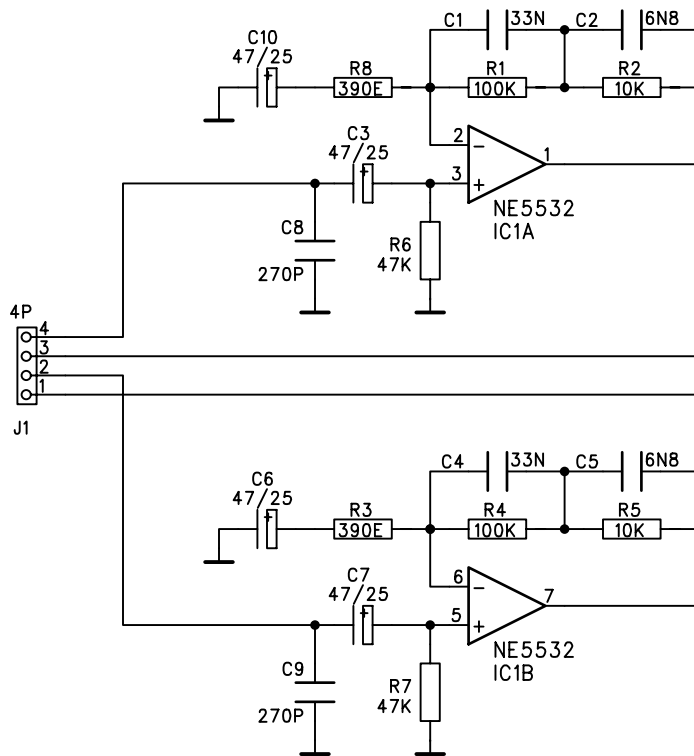 C10
47/25
R8
390E
C1
33N
R1
100K
C2
6N8
R2
10K
C3
47/25
2
3
1
NE5532
IC1A
C8
270P
R6
47K
4P
4
3
2
1
J1
C6
47/25
R3
390E
C4
33N
R4
100K
C5
6N8
R5
10K
C7
47/25
6
5
7
NE5532
IC1B
C9
270P
R7
47K